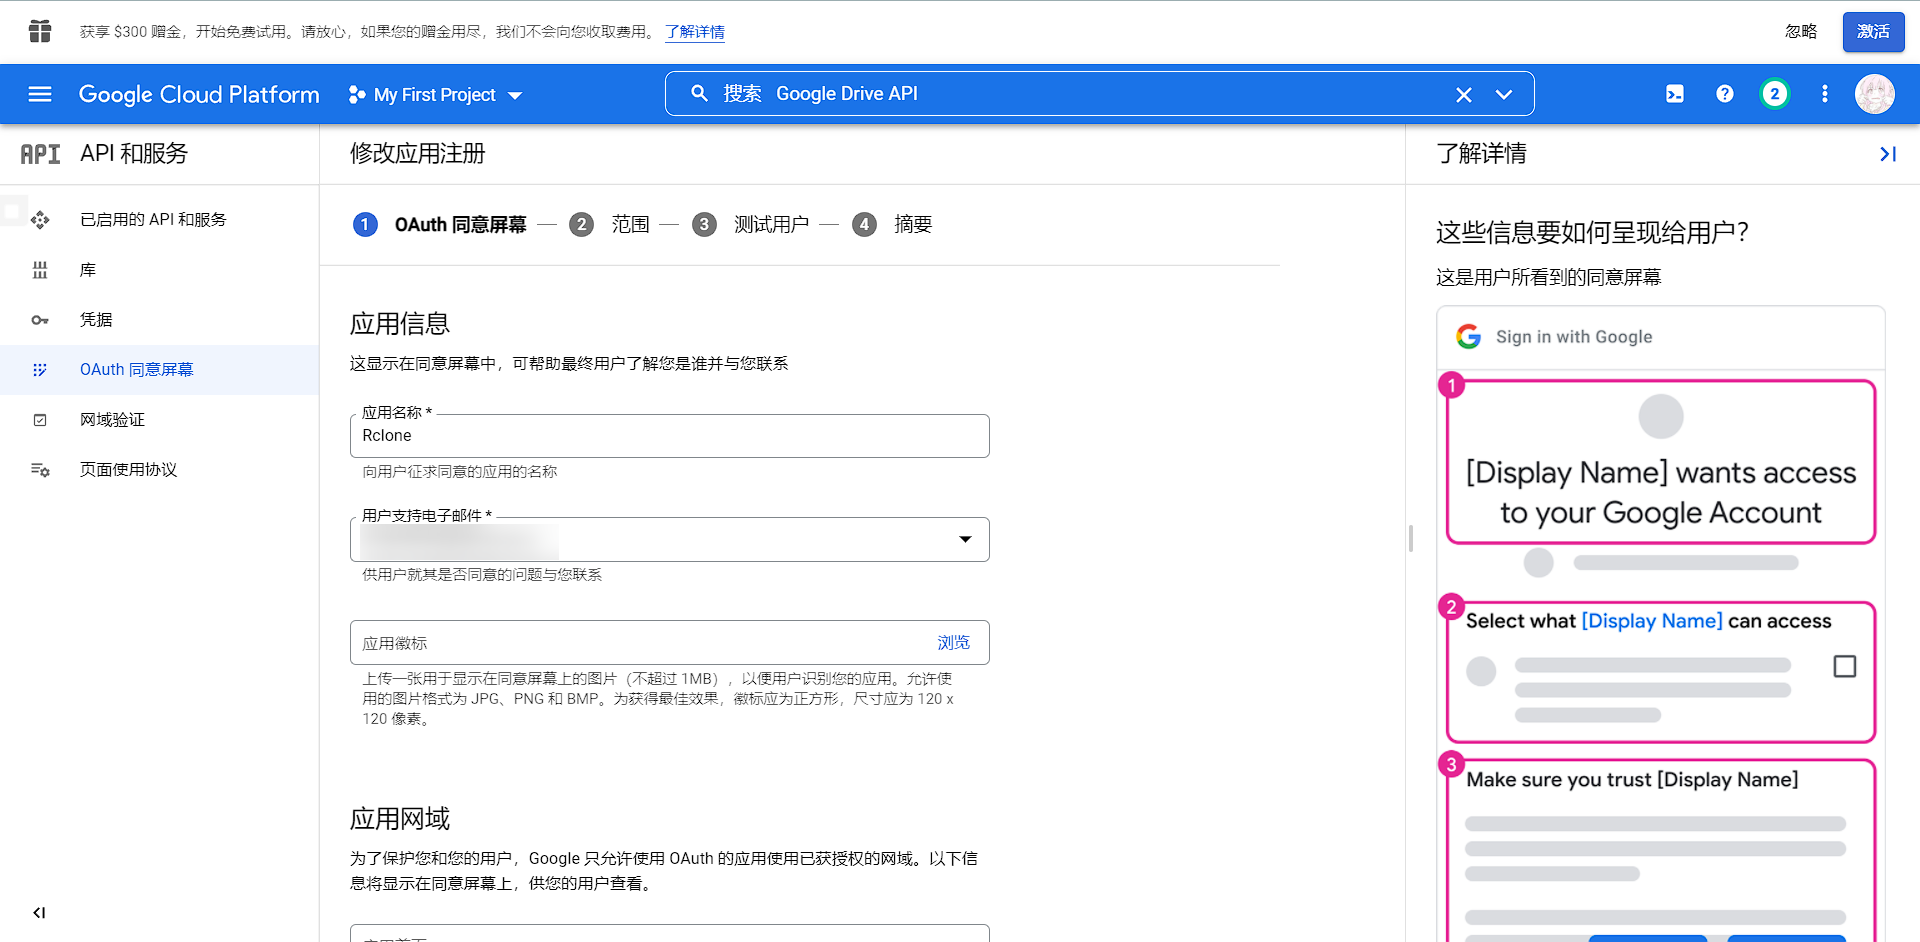 获享 $300 赠金，开始免费试用。请放心，如果您的赠金用尽，我们不会向您收取费用。 了解详情
忽略
激活
Google Cloud Platform
My First Project
搜索 Google Drive API
2
API API 和服务
已启用的 API 和服务
库
凭据
OAuth 同意屏幕
网域验证
页面使用协议
修改应用注册
1 OAuth 同意屏幕 — 2 范围 — 3 测试用户 — 4 摘要
应用信息
这显示在同意屏幕中，可帮助最终用户了解您是谁并与您联系
应用名称 *
Rclone
向用户征求同意的应用的名称
用户支持电子邮件 *
供用户就其是否同意的问题与您联系
应用徽标
浏览
上传一张用于显示在同意屏幕上的图片（不超过 1MB），以便用户识别您的应用。允许使
用的图片格式为 JPG、PNG 和 BMP。为获得最佳效果，徽标应为正方形，尺寸应为 120 x
120 像素。
应用网域
为了保护您和您的用户，Google 只允许使用 OAuth 的应用使用已获授权的网域。以下信
息将显示在同意屏幕上，供您的用户查看。
了解详情
这些信息要如何呈现给用户？
这是用户所看到的同意屏幕
Sign in with Google
1
[Display Name] wants access
to your Google Account
2
Select what [Display Name] can access
3
Make sure you trust [Display Name]